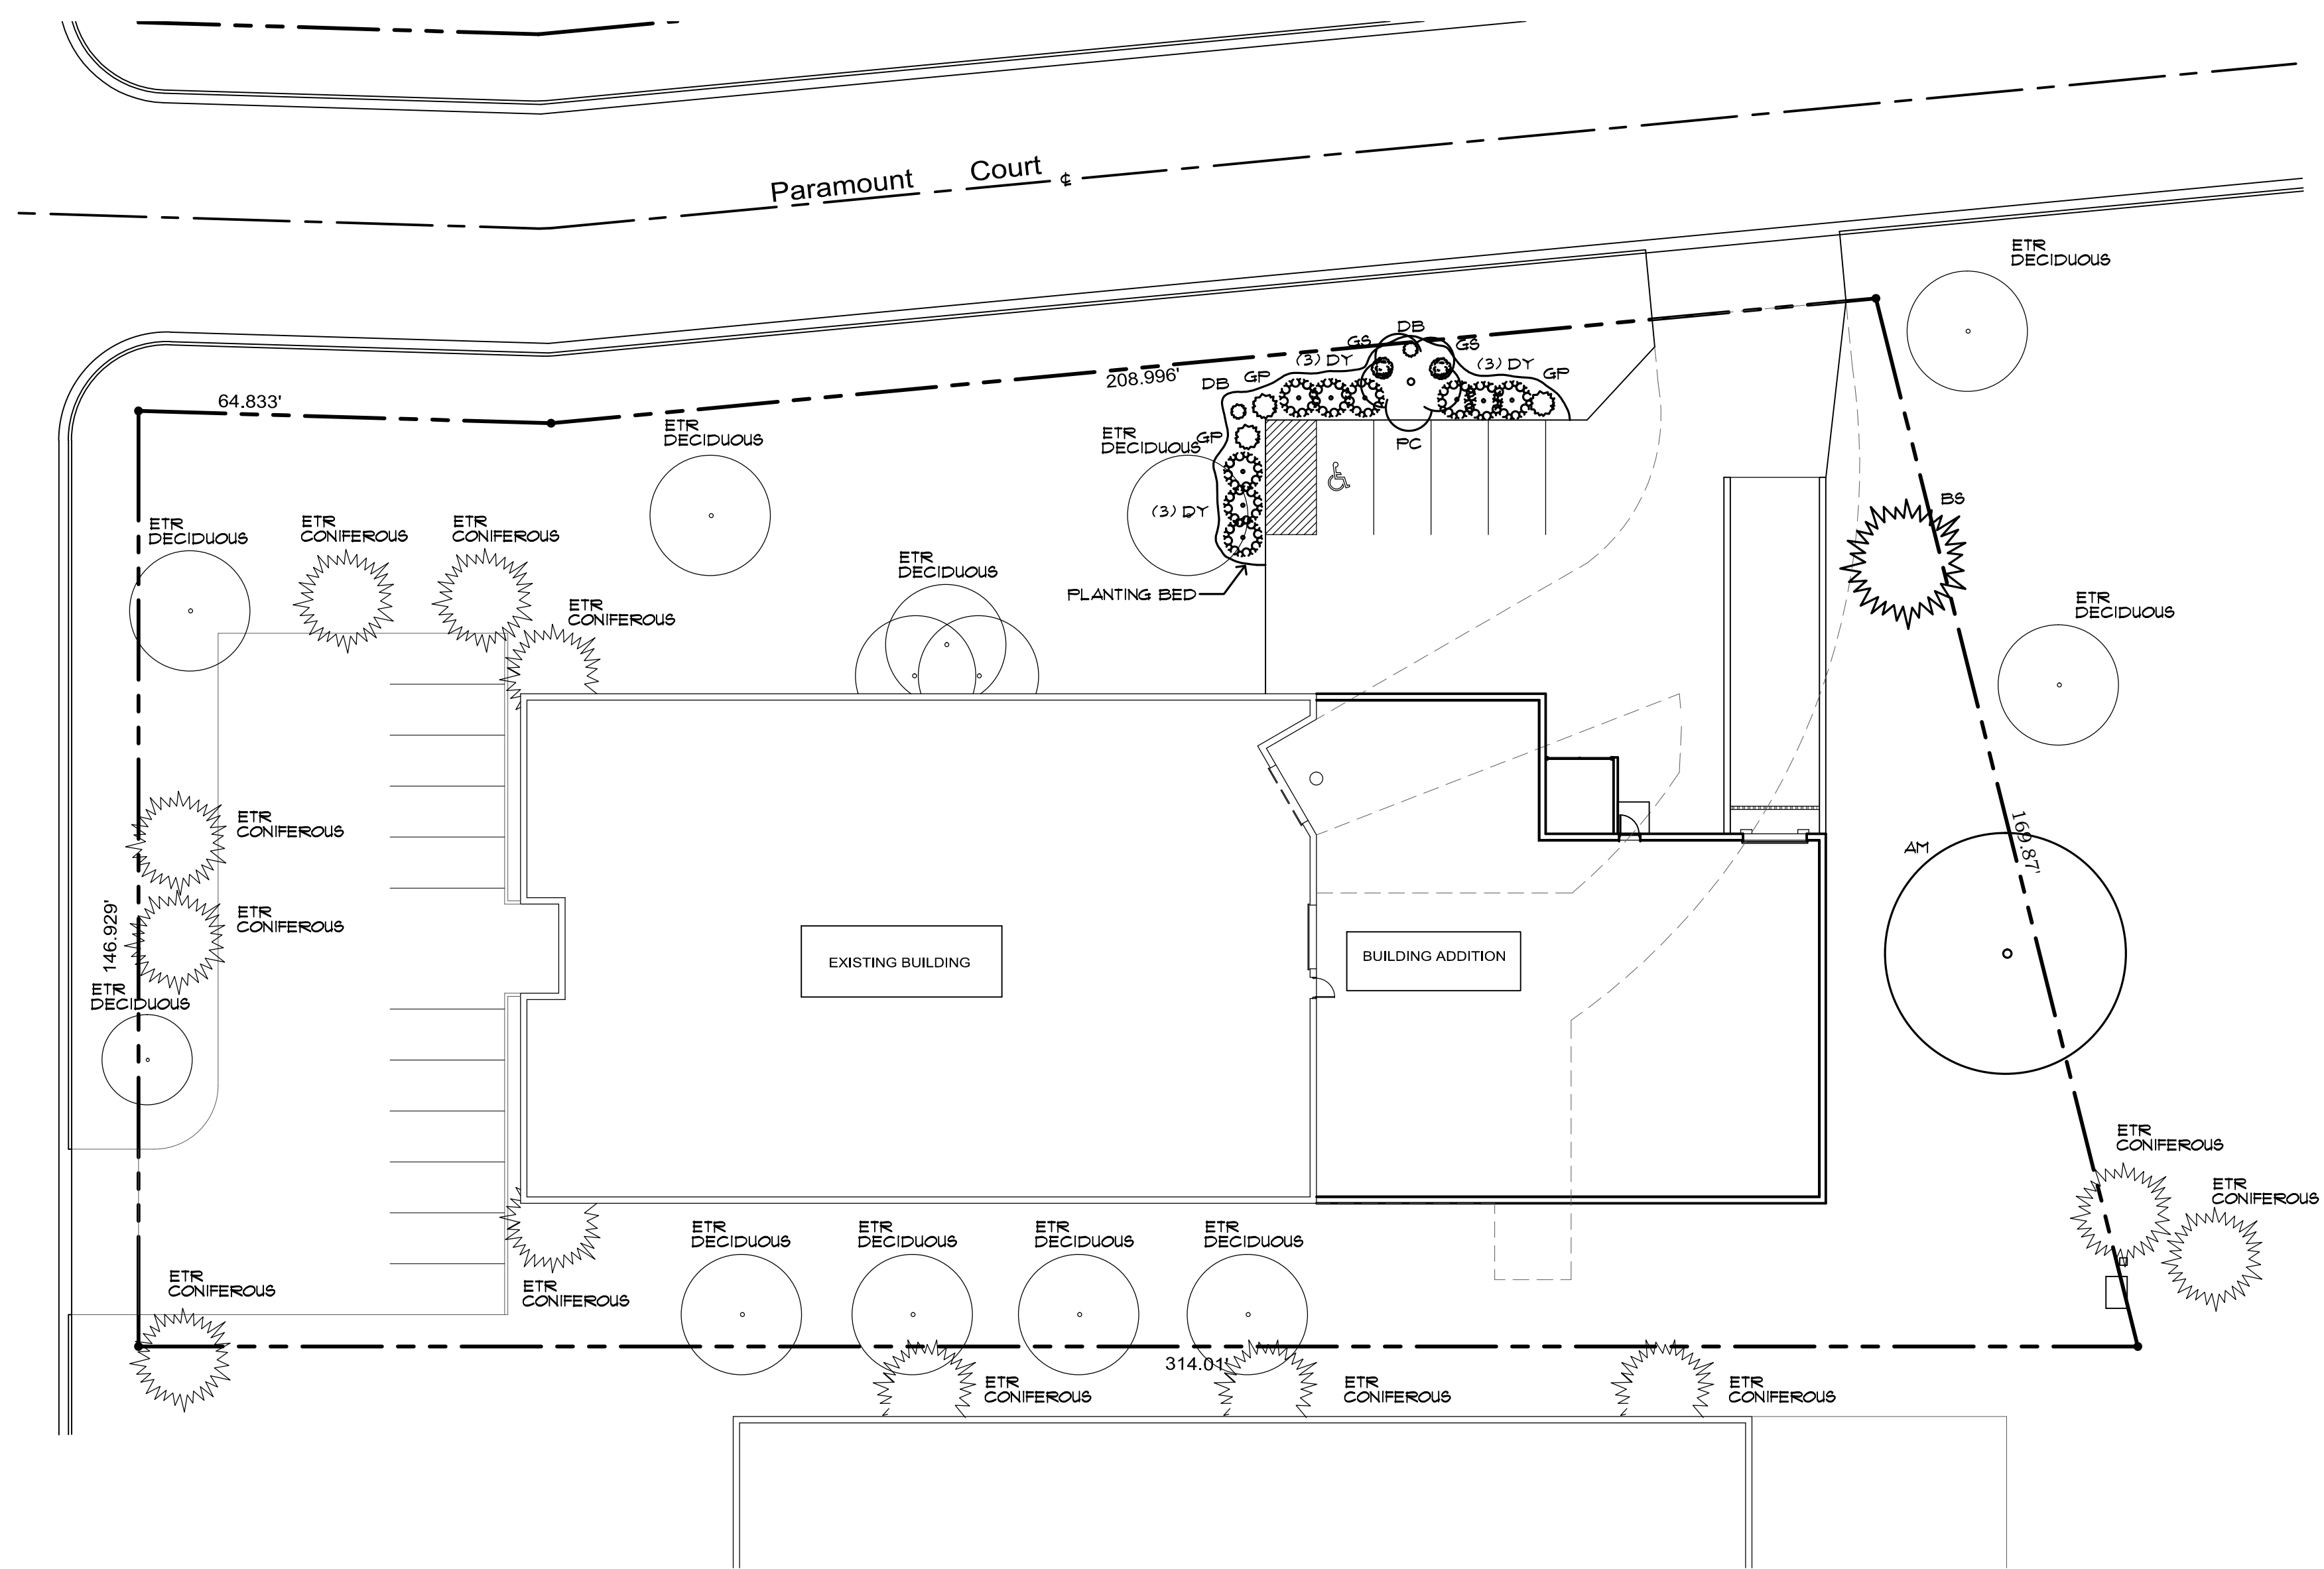 Paramount Court ℄
ETR
DECIDUOUS
DB
GS
GS
(3) DY
(3) DY
GP
GP
DB
208.996'
64.833'
ETR
DECIDUOUS
ETR
DECIDUOUS
GP
PC
BS
(3) DY
ETR
DECIDUOUS
ETR
CONIFEROUS
ETR
CONIFEROUS
ETR
DECIDUOUS
PLANTING BED
ETR
CONIFEROUS
ETR
DECIDUOUS
ETR
CONIFEROUS
169.87'
AM
ETR
CONIFEROUS
146.929'
EXISTING BUILDING
BUILDING ADDITION
ETR
DECIDUOUS
ETR
CONIFEROUS
ETR
CONIFEROUS
ETR
DECIDUOUS
ETR
DECIDUOUS
ETR
DECIDUOUS
ETR
DECIDUOUS
ETR
CONIFEROUS
ETR
CONIFEROUS
314.01'
ETR
CONIFEROUS
ETR
CONIFEROUS
ETR
CONIFEROUS